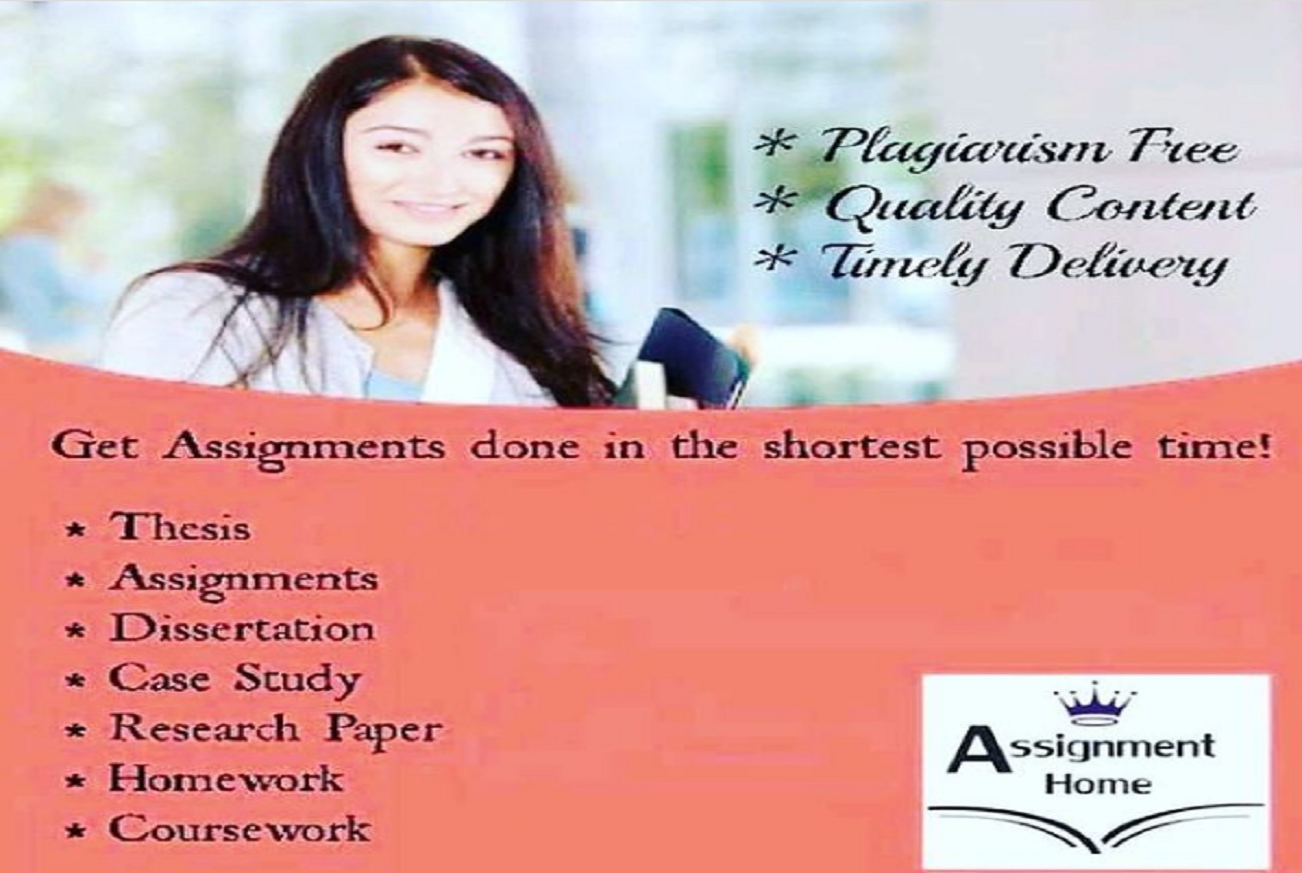 * Plagiarism Free
* Quality Content
* Timely Delivery
Get Assignments done in the shortest possible time!
* Thesis
* Assignments
* Dissertation
* Case Study
* Research Paper
* Homework
* Coursework
Assignment
Home